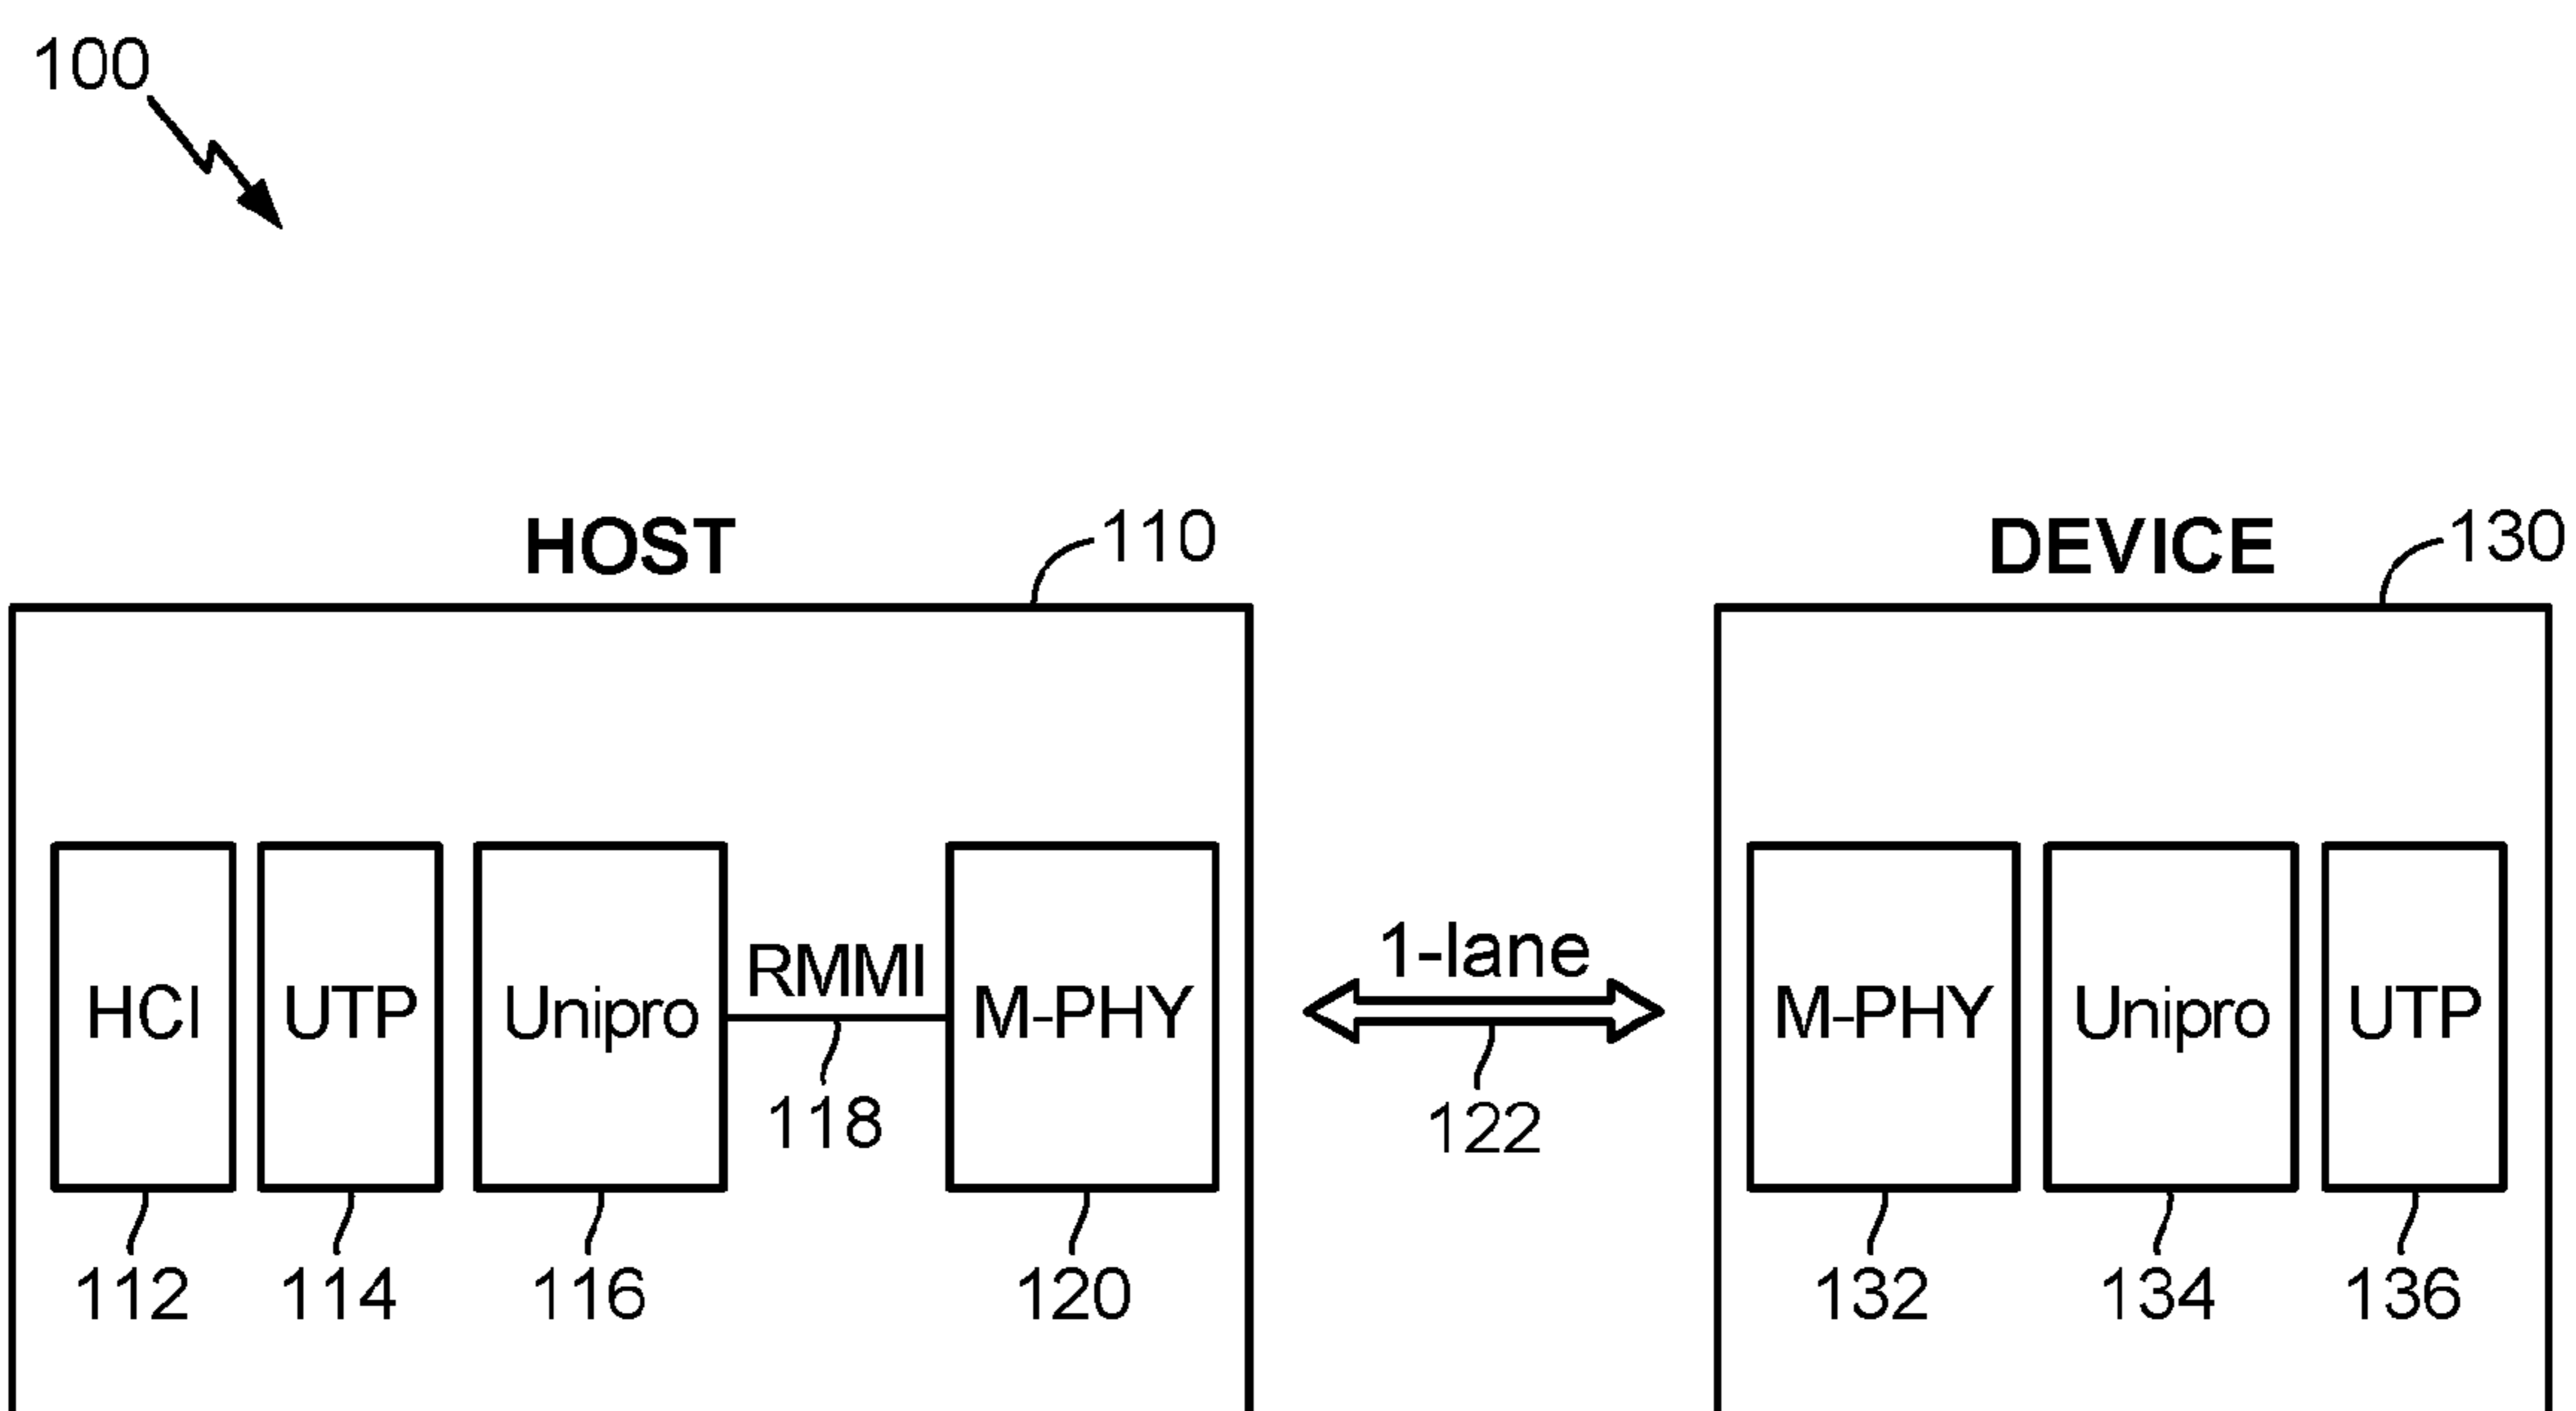 100
HOST
110
DEVICE
130
HCI
UTP
Unipro
RMMI
M-PHY
1-lane
M-PHY
Unipro
UTP
118
122
112
114
116
120
132
134
136